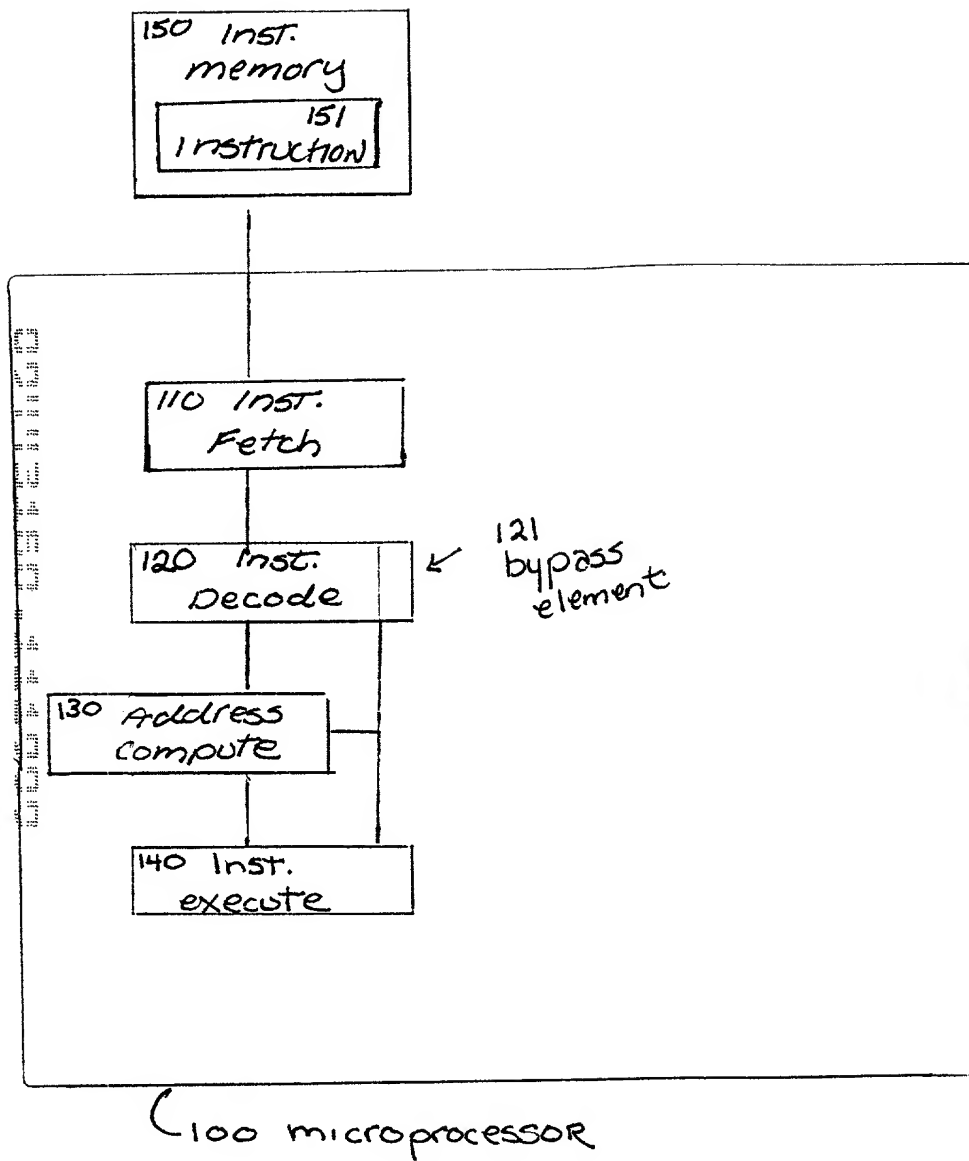 150 Inst.
memory
151
Instruction
110 Inst.
Fetch
120 Inst.
Decode
121
bypass
element
130 Address
compute
140 Inst.
execute
100 microprocessor